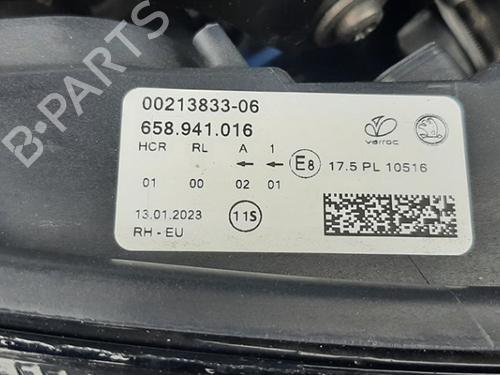 B-PARTS
00213833-06
658.941.016
varroc
HCR RL A 1
← ← E8 17.5 PL 10516
01 00 02 01
13.01.2023 11S
RH - EU